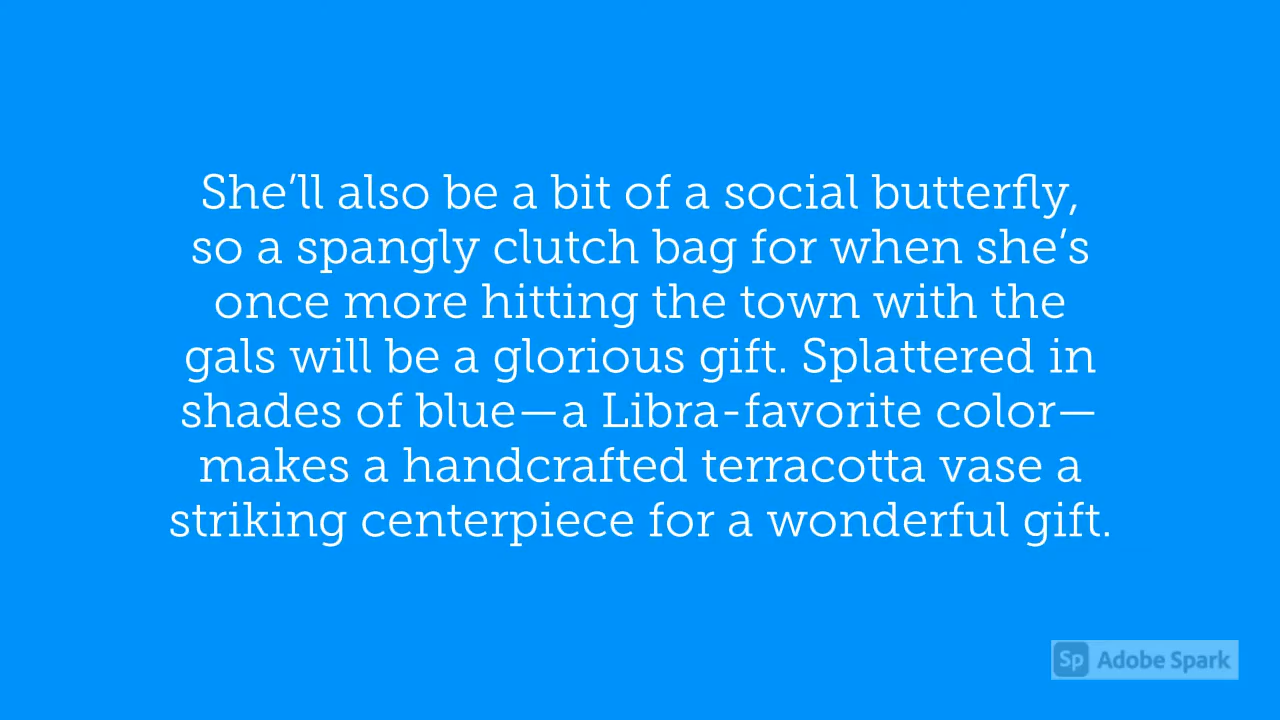 She’ll also be a bit of a social butterfly,
so a spangly clutch bag for when she’s
once more hitting the town with the
gals will be a glorious gift. Splattered in
shades of blue—a Libra-favorite color—
makes a handcrafted terracotta vase a
striking centerpiece for a wonderful gift.
Sp Adobe Spark